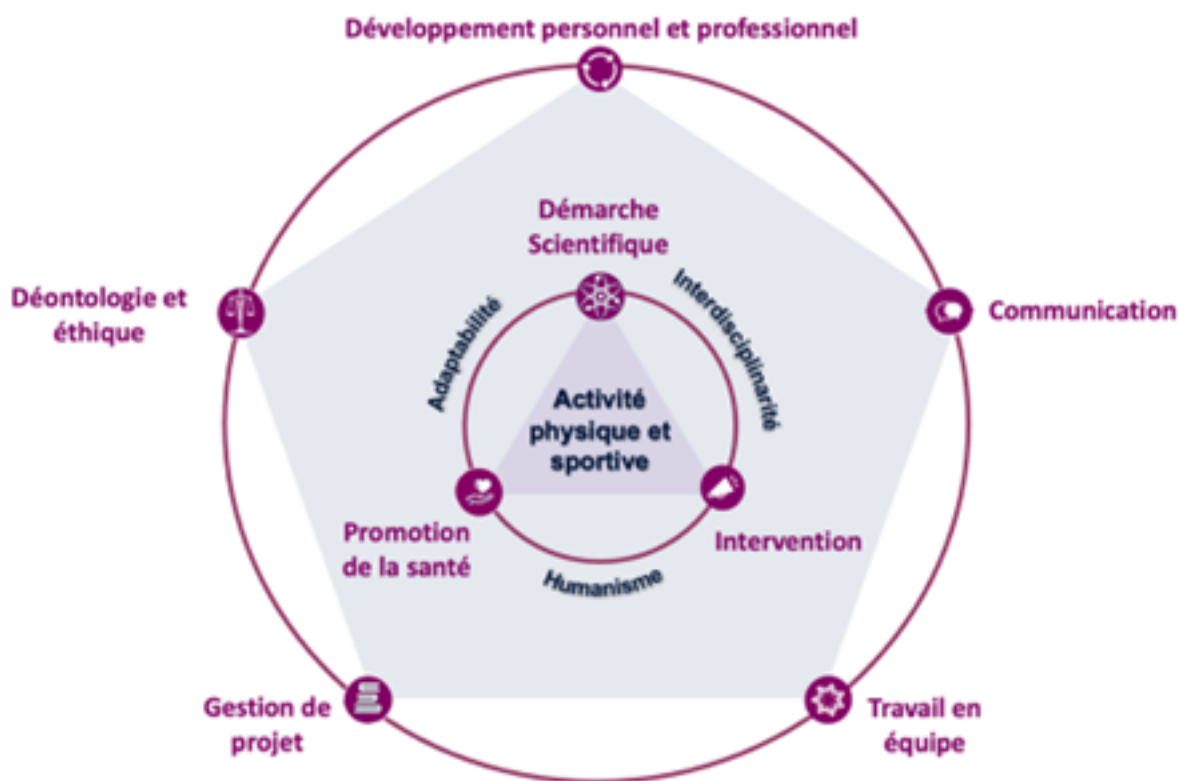 Développement personnel et professionnel
Démarche
Scientifique
Interdisciplinarité
Adaptabilité
Déontologie et
éthique
Communication
Activité
physique et
sportive
Promotion
de la santé
Intervention
Humanisme
Gestion de
projet
Travail en
équipe